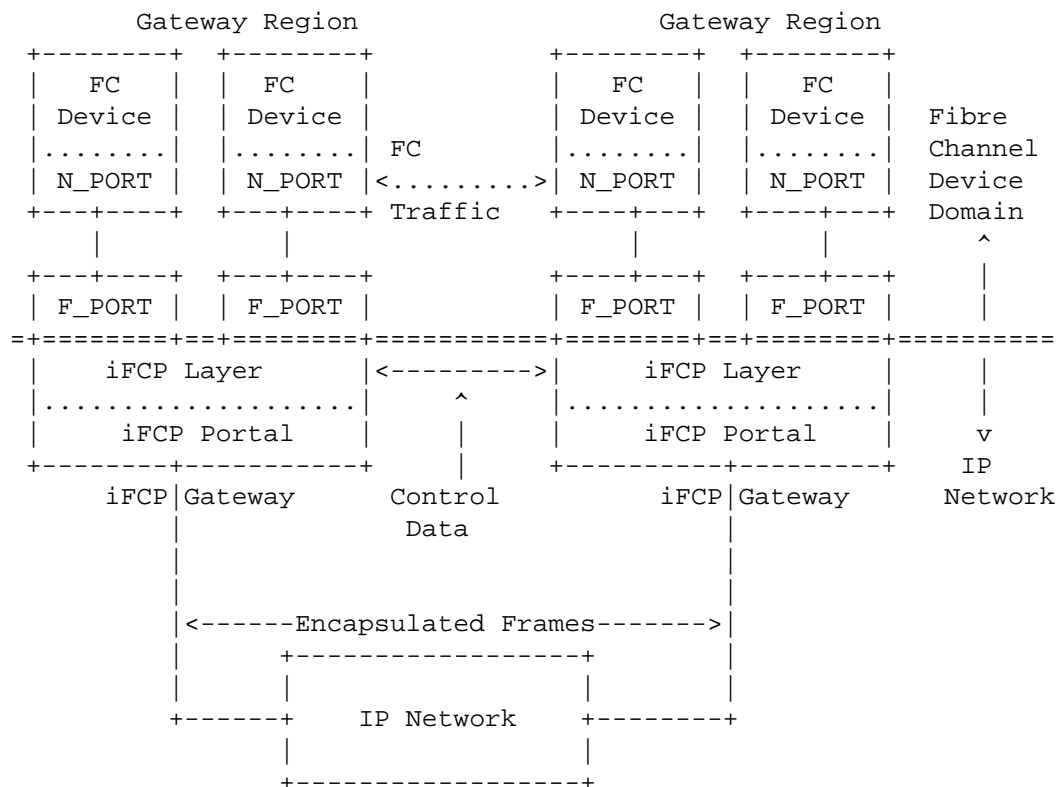 Gateway Region Gateway Region
FC FC FC FC
Device Device Device Device Fibre
FC Channel
N_PORT N_PORT N_PORT N_PORT Device
Traffic Domain
F_PORT F_PORT F_PORT F_PORT
iFCP Layer iFCP Layer
iFCP Portal iFCP Portal
IP
iFCP Gateway Control iFCP Gateway Network
Data
Encapsulated Frames
IP Network